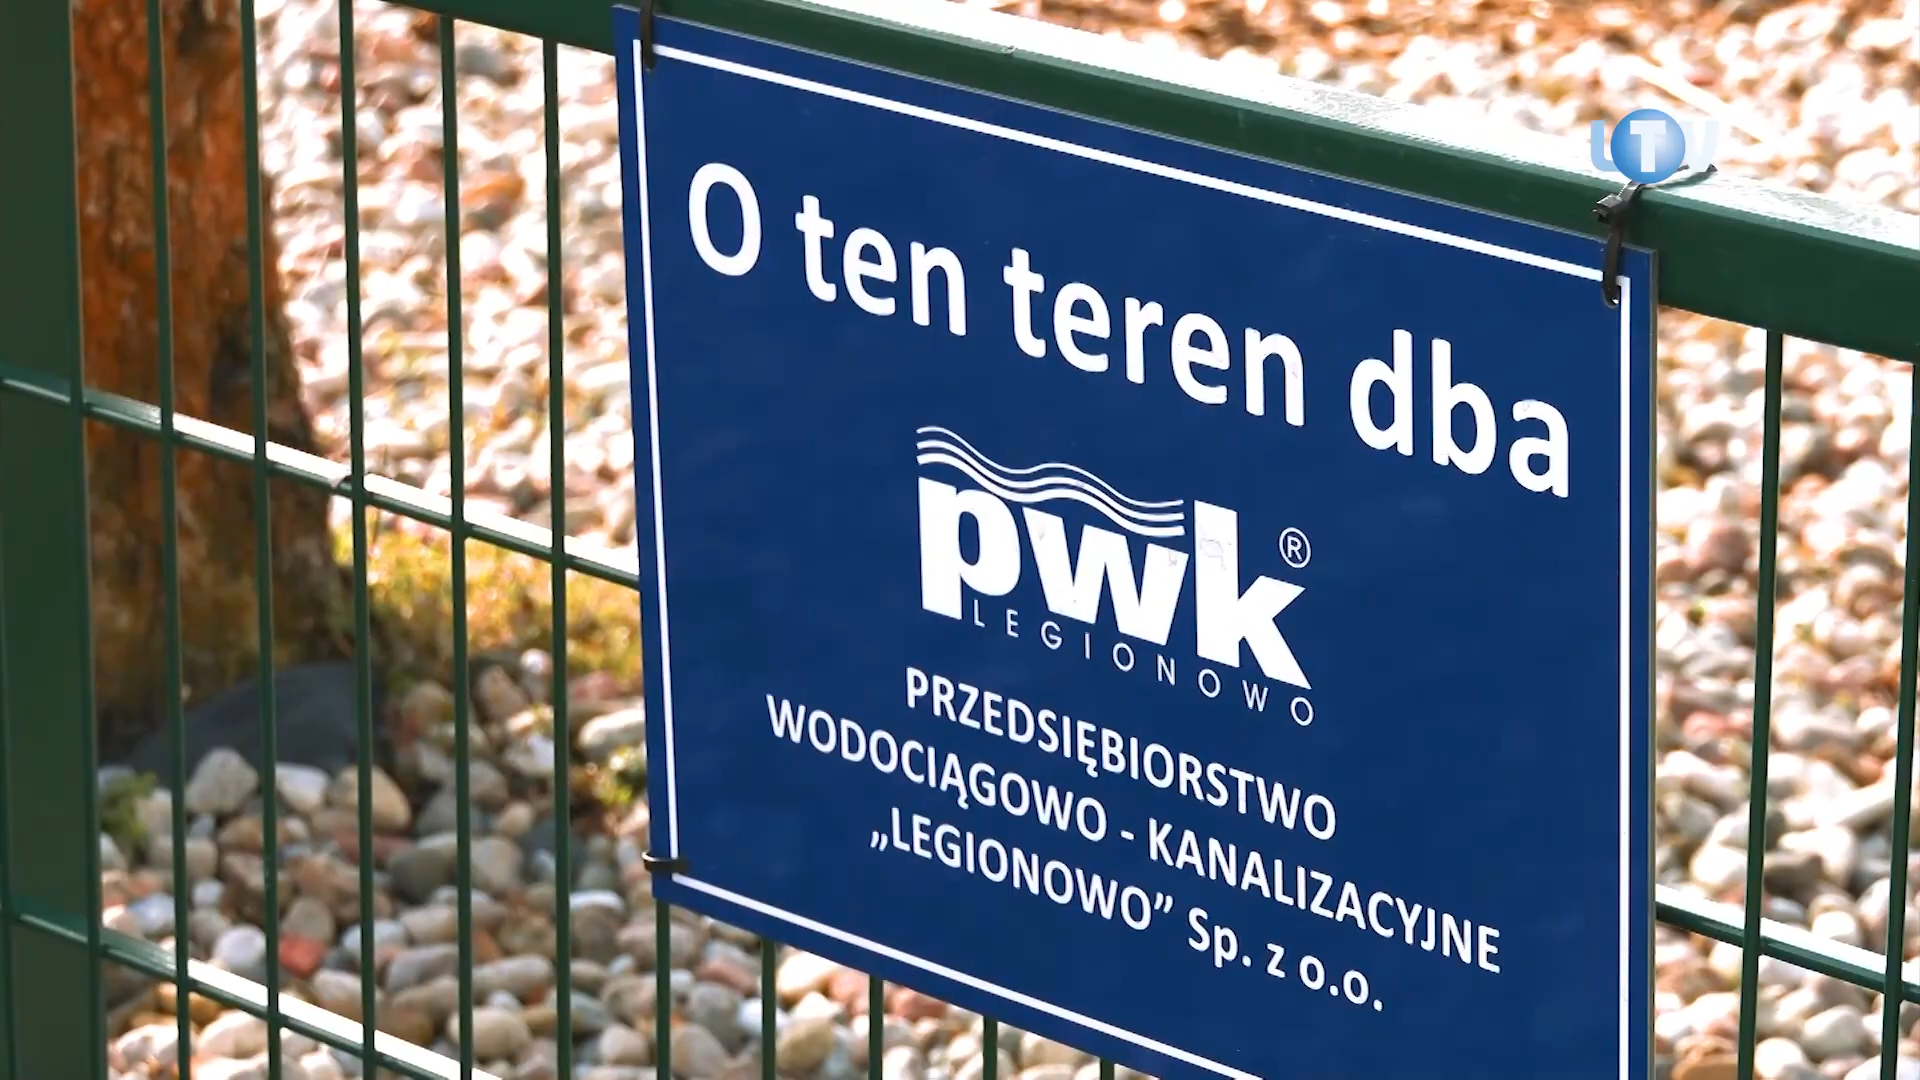 LTV
O ten teren dba
pwk®
LEGIONOWO
PRZEDSIĘBIORSTWO
WODOCIĄGOWO - KANALIZACYJNE
„LEGIONOWO” Sp. z o.o.